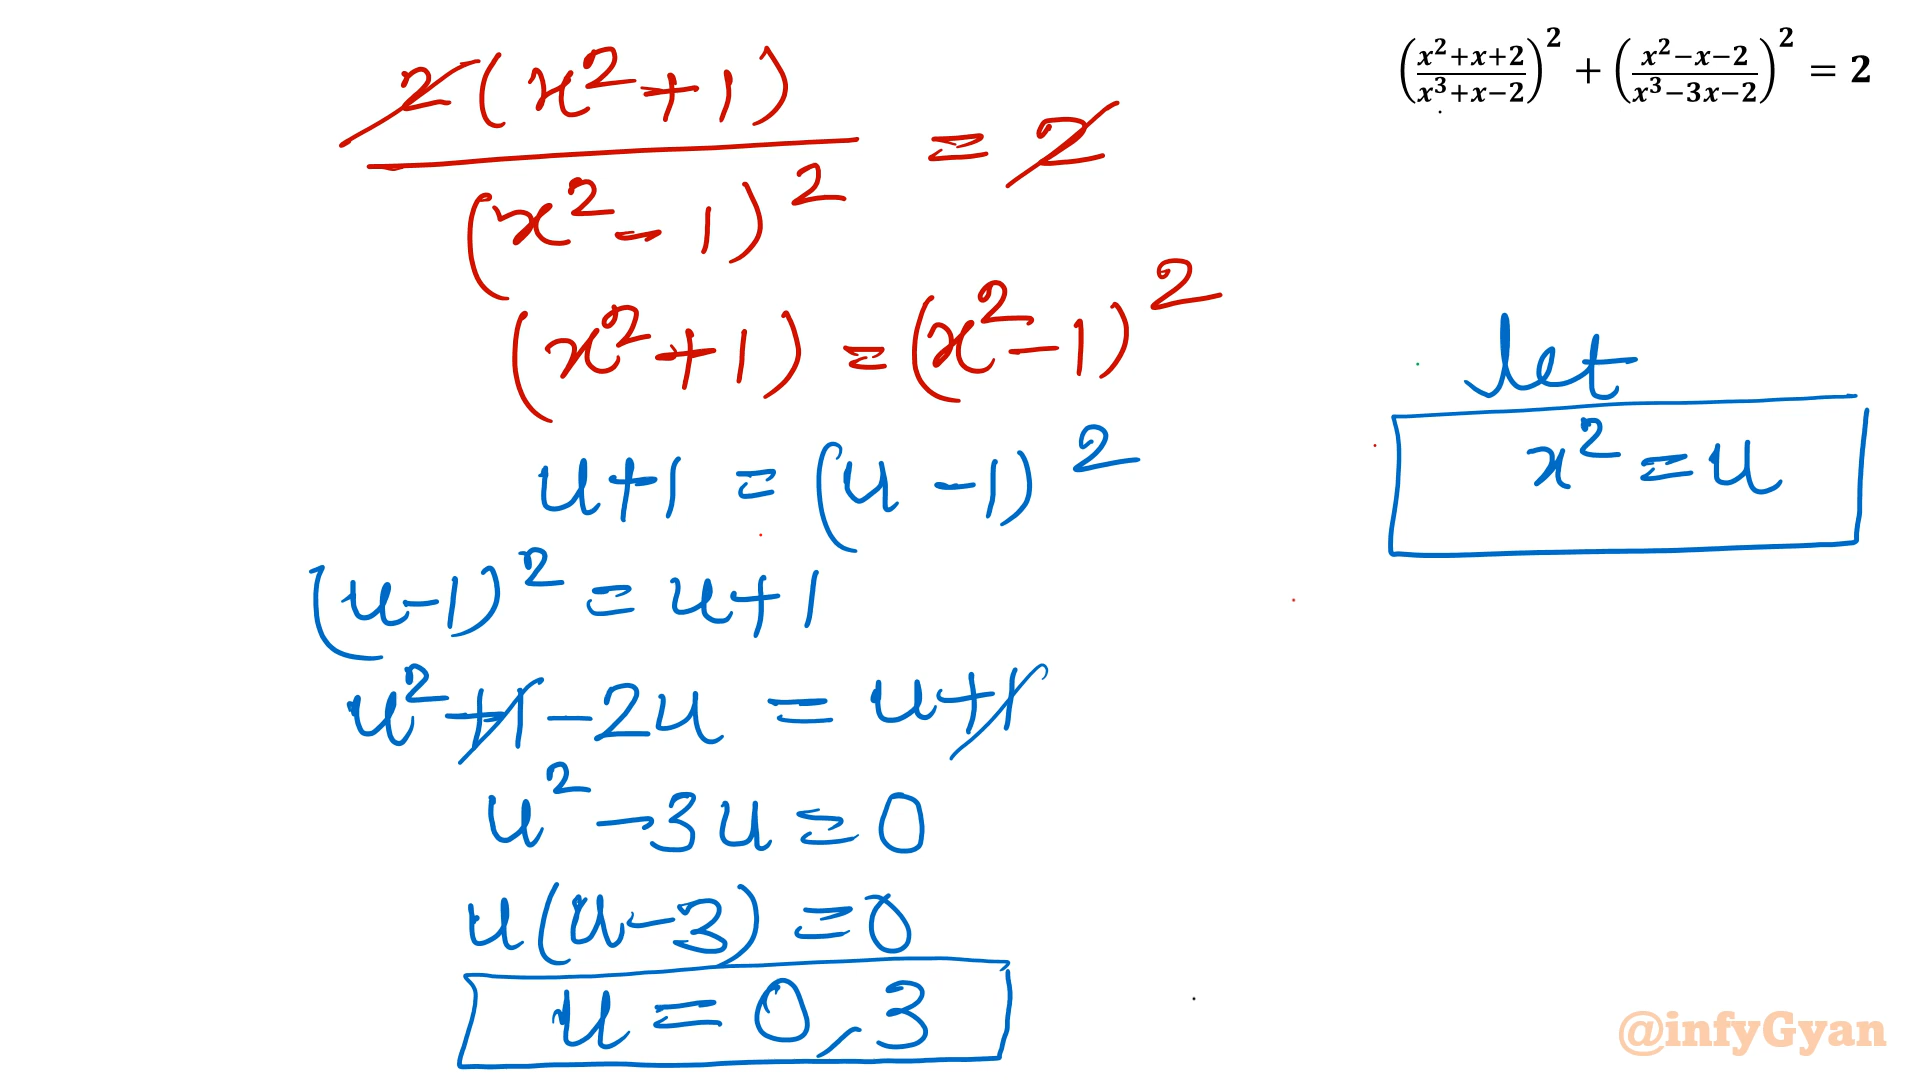 2(x²+1)/(x²-1)² = 2
(x²+1) = (x²-1)²
u+1 = (u-1)²
(u-1)² = u+1
u²+1-2u = u+1
u²-3u=0
u(u-3)=0
u=0,3
((x²+x+2)/(x³+x-2))² + ((x²-x-2)/(x³-3x-2))² = 2
let
x²=u
@infyGyan